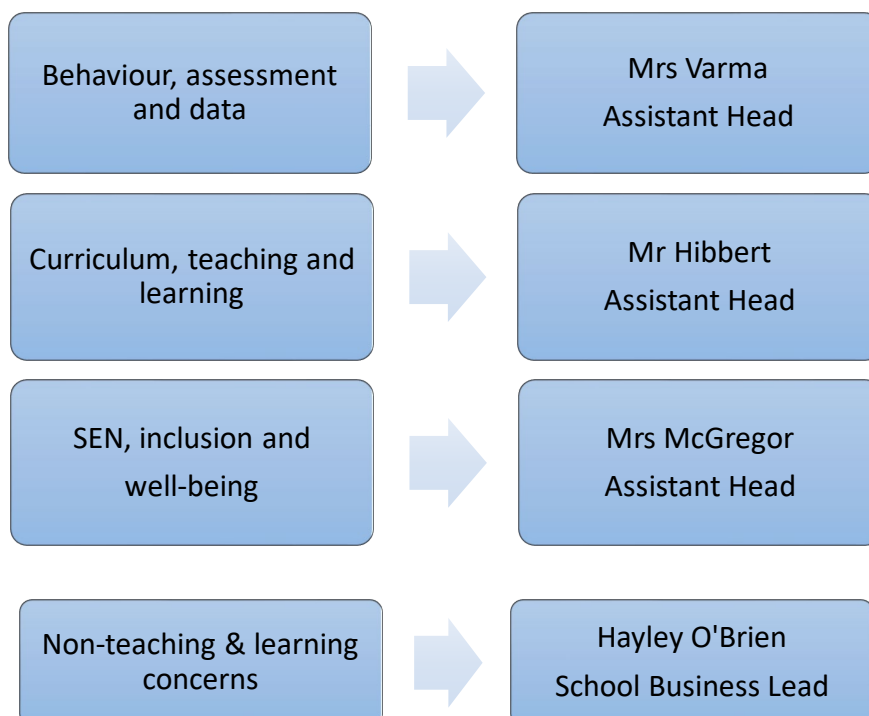 Behaviour, assessment
and data
Mrs Varma
Assistant Head
Curriculum, teaching and
learning
Mr Hibbert
Assistant Head
SEN, inclusion and
well-being
Mrs McGregor
Assistant Head
Non-teaching & learning
concerns
Hayley O'Brien
School Business Lead